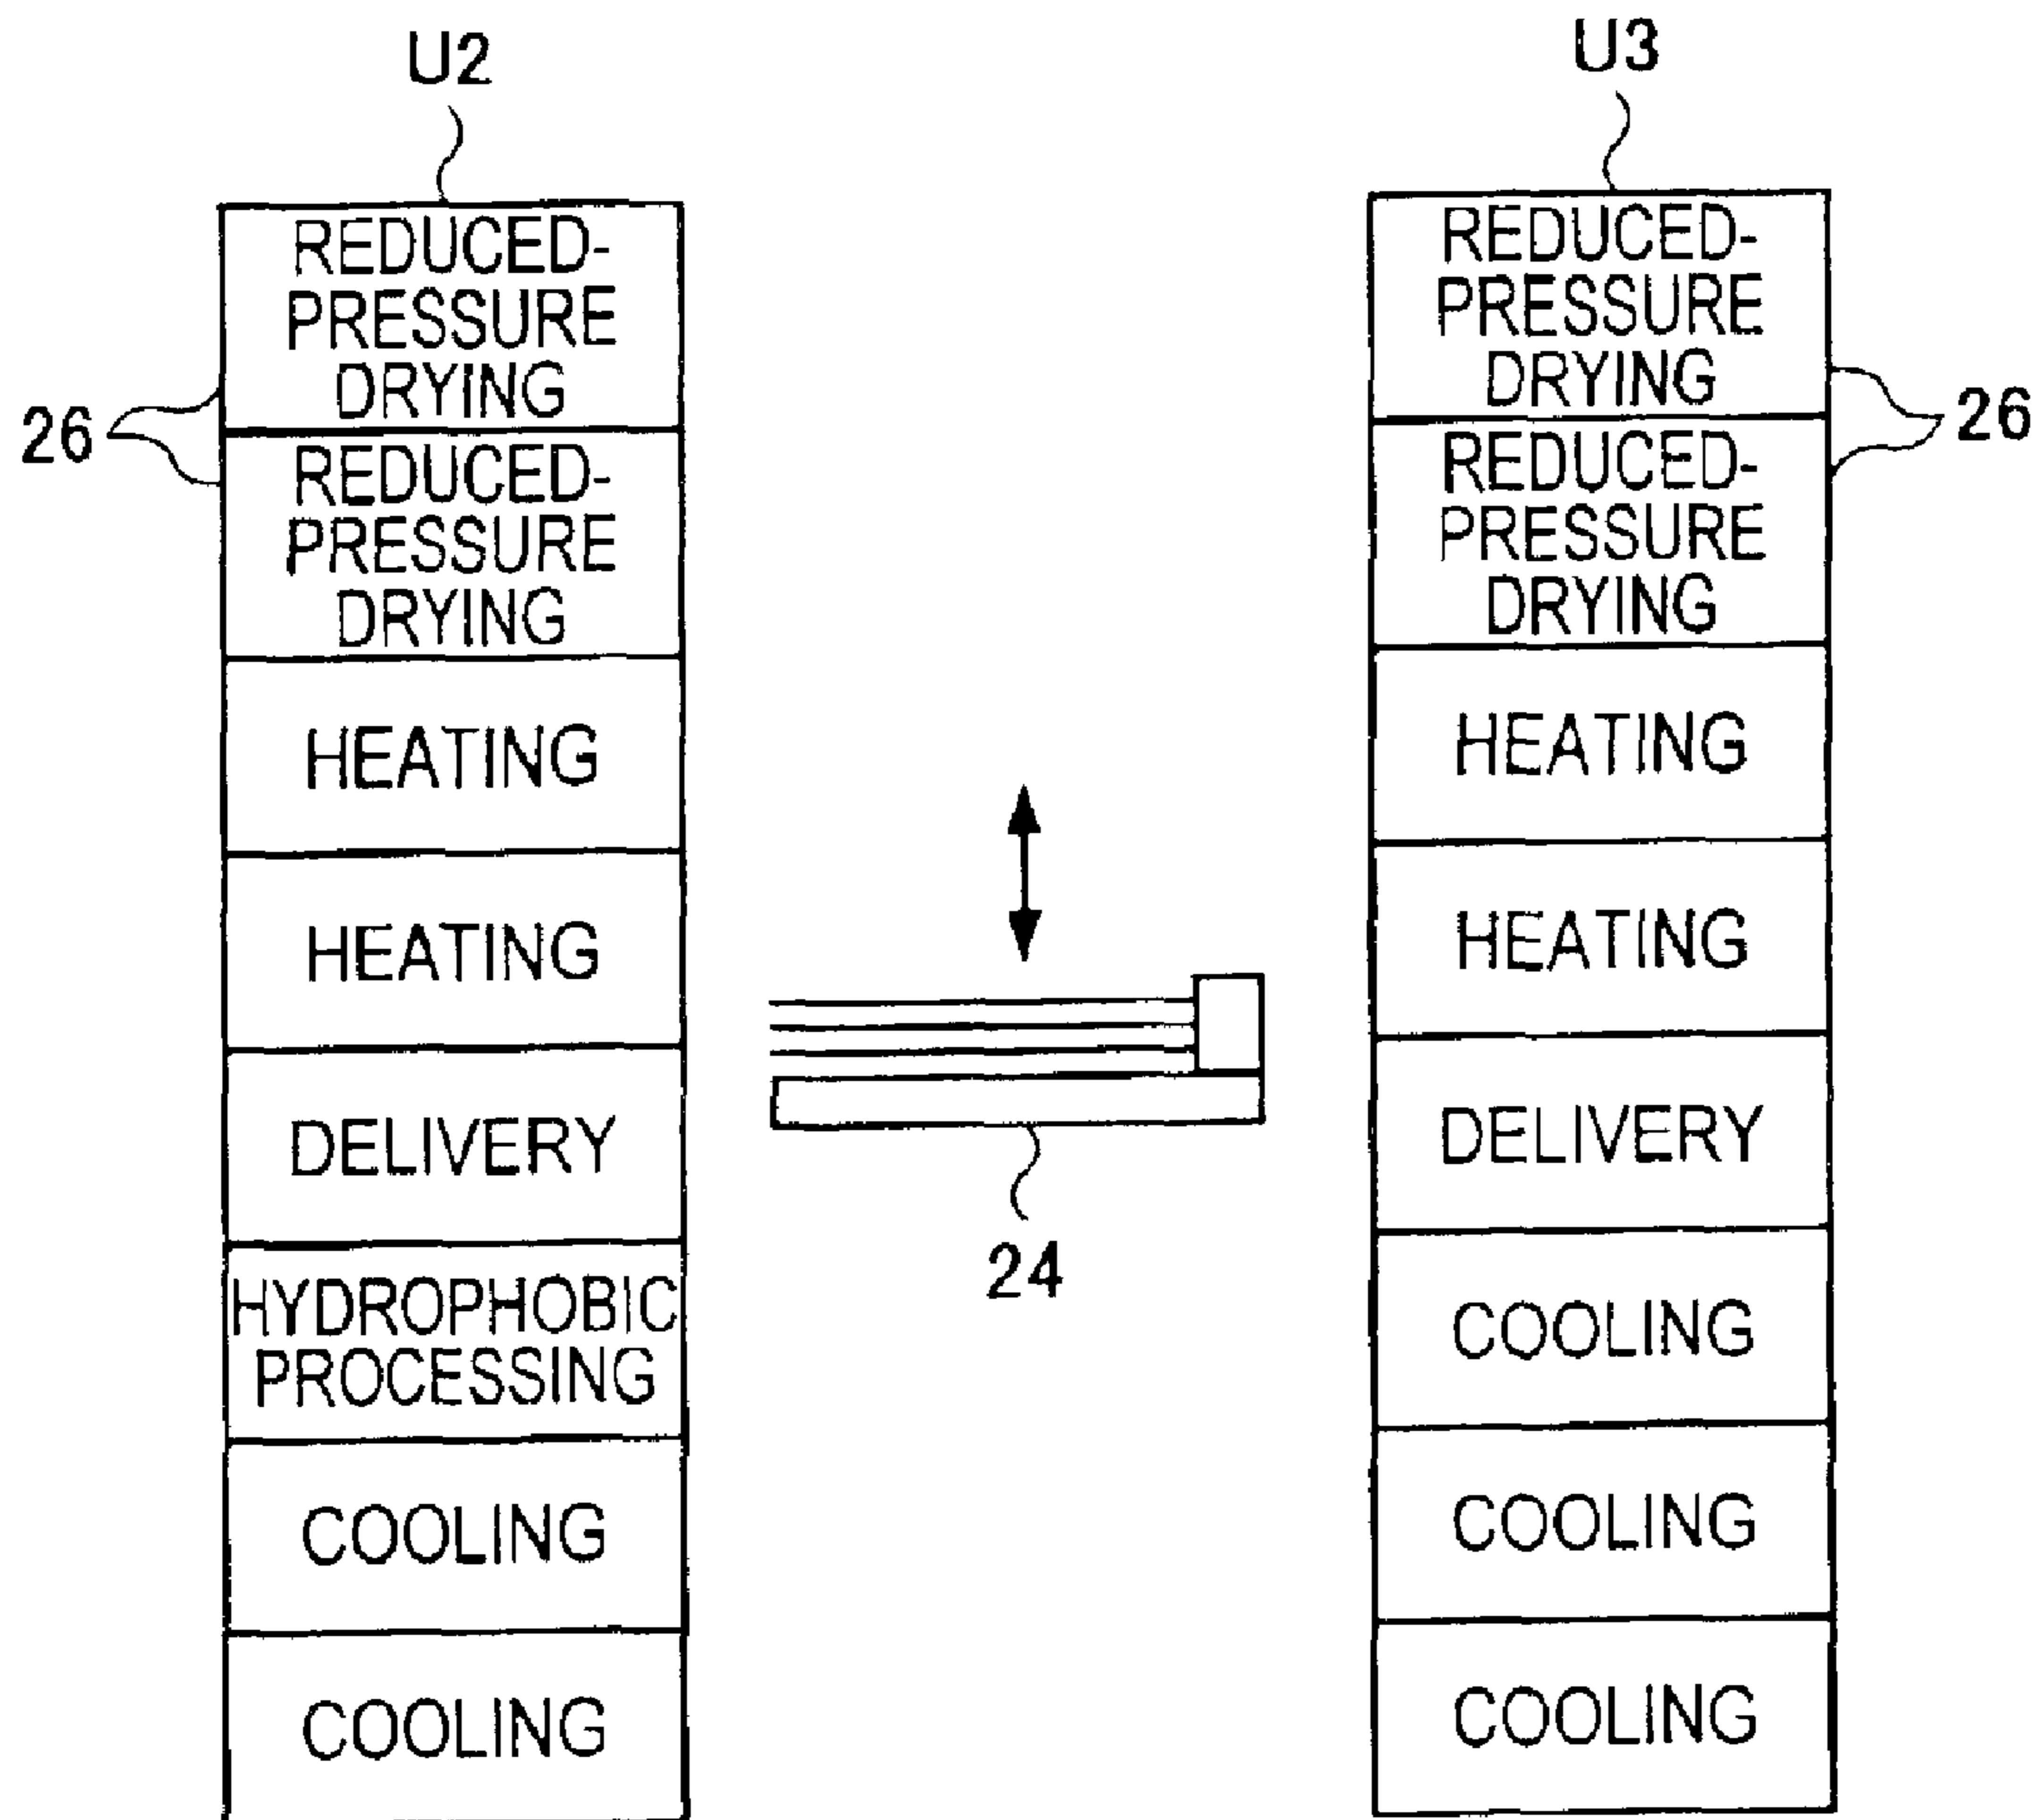 U2
REDUCED-
PRESSURE
DRYING
26
REDUCED-
PRESSURE
DRYING
HEATING
HEATING
DELIVERY
HYDROPHOBIC
PROCESSING
COOLING
COOLING
24
U3
REDUCED-
PRESSURE
DRYING
26
REDUCED-
PRESSURE
DRYING
HEATING
HEATING
DELIVERY
COOLING
COOLING
COOLING